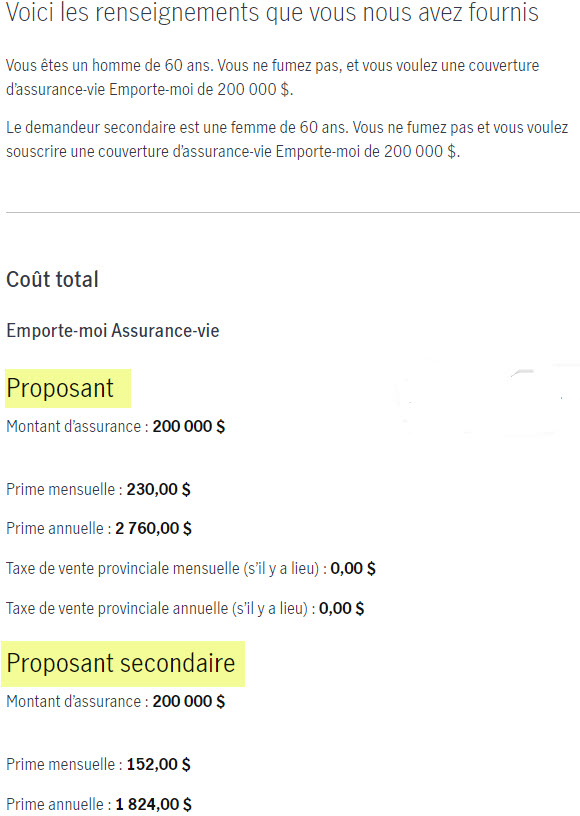 Voici les renseignements que vous nous avez fournis
Vous êtes un homme de 60 ans. Vous ne fumez pas, et vous voulez une couverture
d’assurance-vie Emporte-moi de 200 000 $.
Le demandeur secondaire est une femme de 60 ans. Vous ne fumez pas et vous voulez
souscrire une couverture d’assurance-vie Emporte-moi de 200 000 $.
Coût total
Emporte-moi Assurance-vie
Proposant
Montant d’assurance : 200 000 $
Prime mensuelle : 230,00 $
Prime annuelle : 2 760,00 $
Taxe de vente provinciale mensuelle (s’il y a lieu) : 0,00 $
Taxe de vente provinciale annuelle (s’il y a lieu) : 0,00 $
Proposant secondaire
Montant d’assurance : 200 000 $
Prime mensuelle : 152,00 $
Prime annuelle : 1 824,00 $